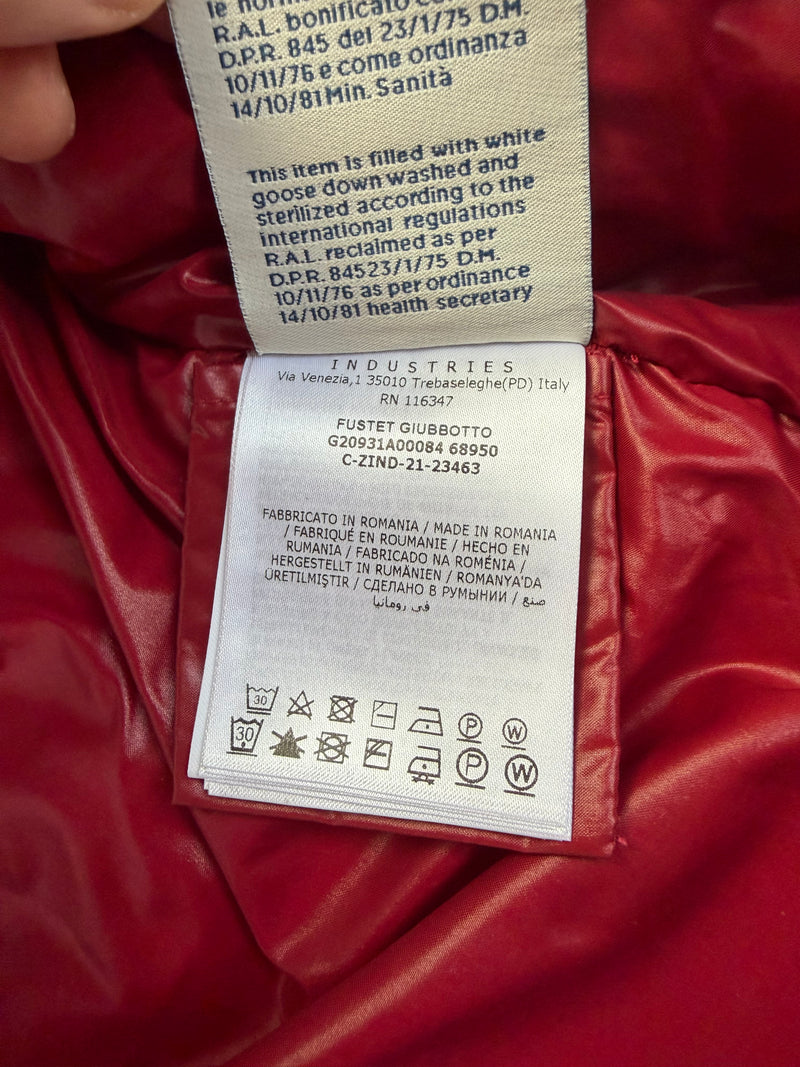 R.A.L. bonificato
D.P.R. 845 del 23/1/75 D.M.
10/11/76 e come ordinanza
14/10/81 Min. Sanità
This item is filled with white
goose down washed and
sterilized according to the
international regulations
R.A.L. reclaimed as per
D.P.R. 84523/1/75 D.M.
10/11/76 as per ordinance
14/10/81 health secretary
INDUSTRIES
Via Venezia,1 35010 Trebaseleghe(PD) Italy
RN 116347
FUSTET GIUBBOTTO
G20931A00084 68950
C-ZIND-21-23463
FABBRICATO IN ROMANIA / MADE IN ROMANIA
/ FABRIQUÉ EN ROUMANIE / HECHO EN
RUMANIA / FABRICADO NA ROMÉNIA /
HERGESTELLT IN RUMÄNIEN / ROMANYA'DA
ÜRETILMIŞTIR / СДЕЛАНО В РУМЫНИИ / صنع
في رومانيا
30 P W
30 P W